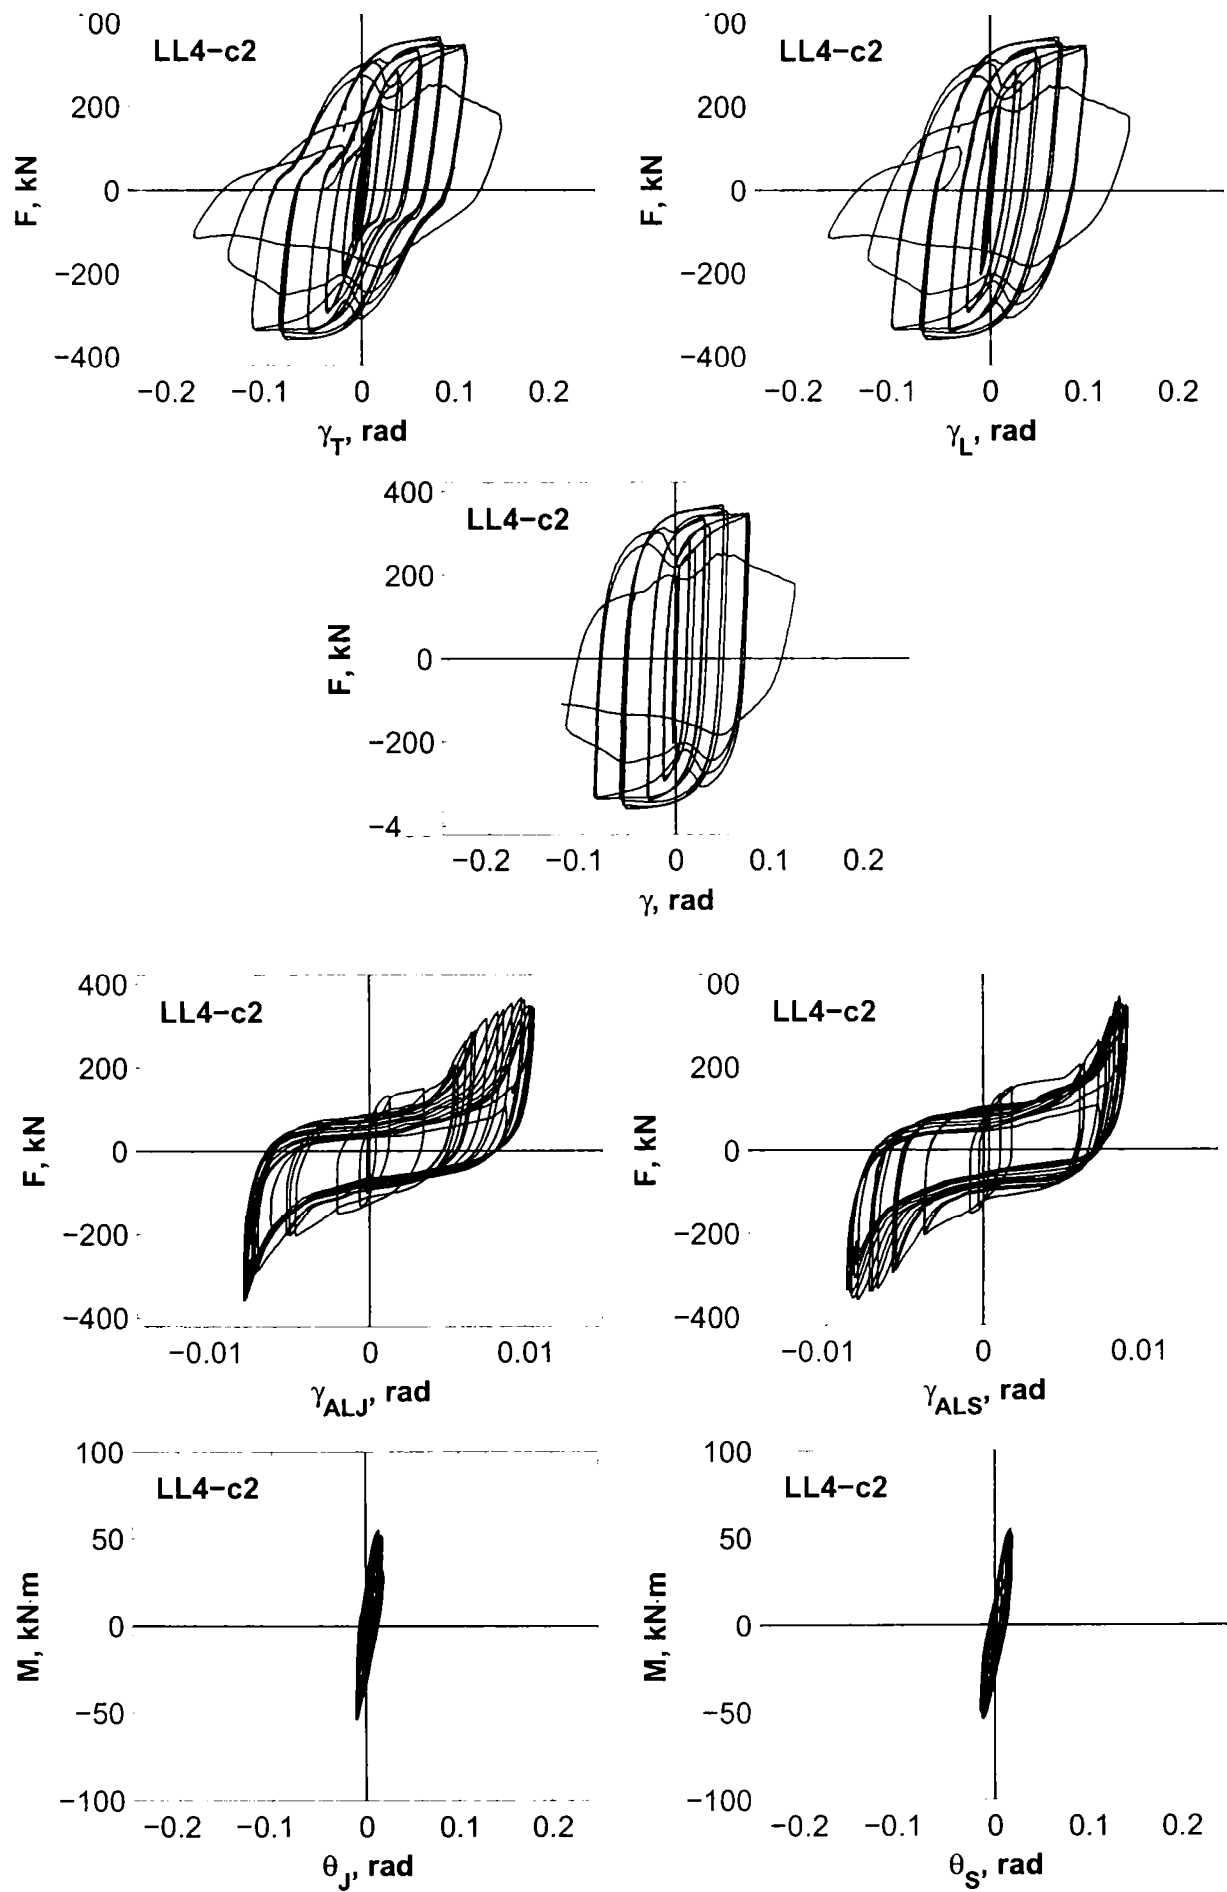 '00 LL4-c2
200
0
−200
−400
F, kN
−0.2 −0.1 0 0.1 0.2
γT, rad
'00 LL4-c2
200
0
−200
−400
F, kN
−0.2 −0.1 0 0.1 0.2
γL, rad
400 LL4-c2
200
0
−200
−4
F, kN
−0.2 −0.1 0 0.1 0.2
γ, rad
400 LL4-c2
200
0
−200
−400
F, kN
−0.01 0 0.01
γALJ, rad
'00 LL4-c2
200
0
−200
−400
F, kN
−0.01 0 0.01
γALS, rad
100
LL4-c2
50
0
−50
−100
M, kN·m
−0.2 −0.1 0 0.1 0.2
θJ, rad
100
LL4-c2
50
0
−50
−100
M, kN·m
−0.2 −0.1 0 0.1 0.2
θS, rad